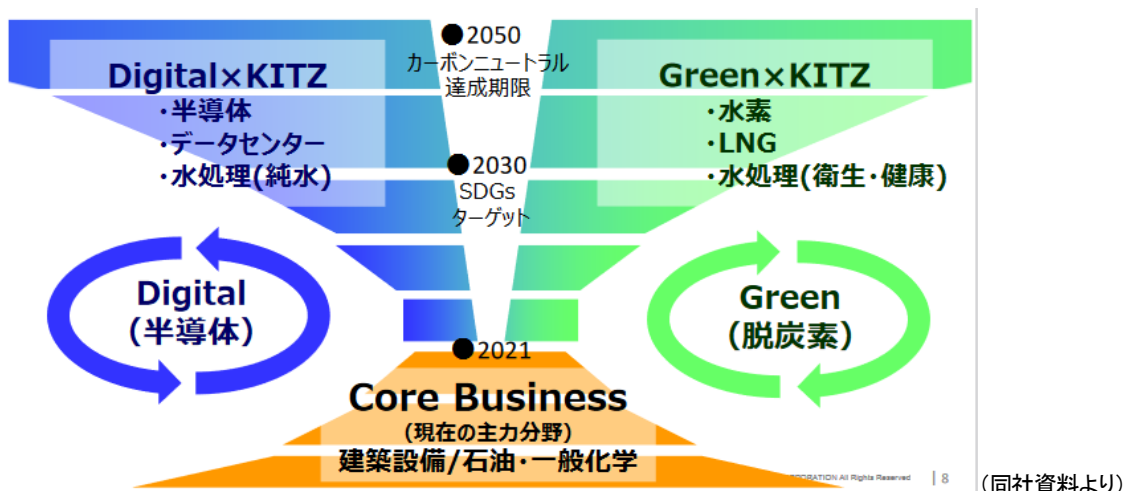 ●2050
カーボンニュートラル
達成期限
Digital×KITZ
・半導体
・データセンター
・水処理(純水)
Green×KITZ
・水素
・LNG
・水処理(衛生・健康)
●2030
SDGs
ターゲット
Digital
(半導体)
Green
(脱炭素)
●2021
Core Business
(現在の主力分野)
建築設備/石油・一般化学
PORATION All Rights Reserved | 8
(同社資料より)